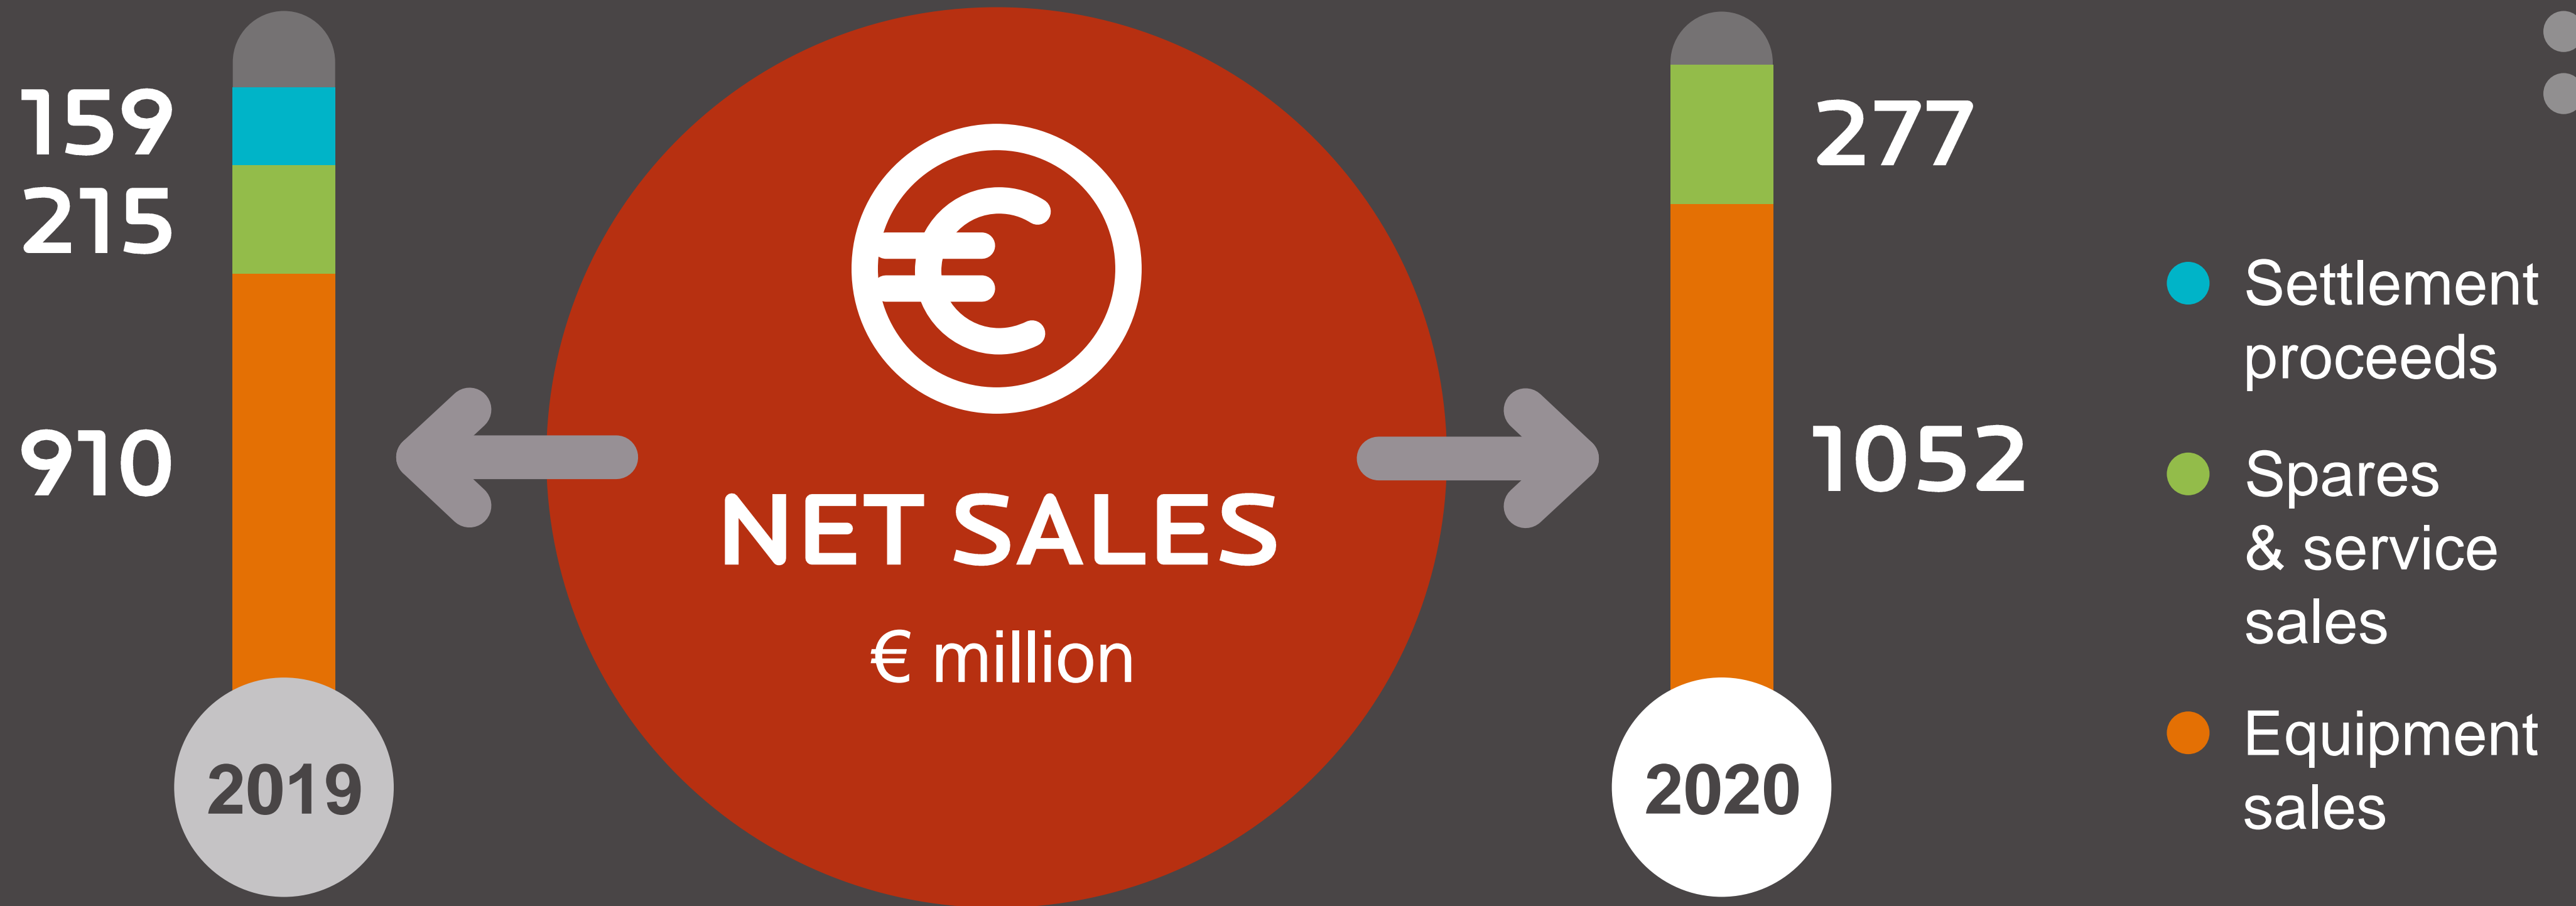 159
215
910
2019
€
NET SALES
€ million
277
1052
2020
Settlement
proceeds
Spares
& service
sales
Equipment
sales